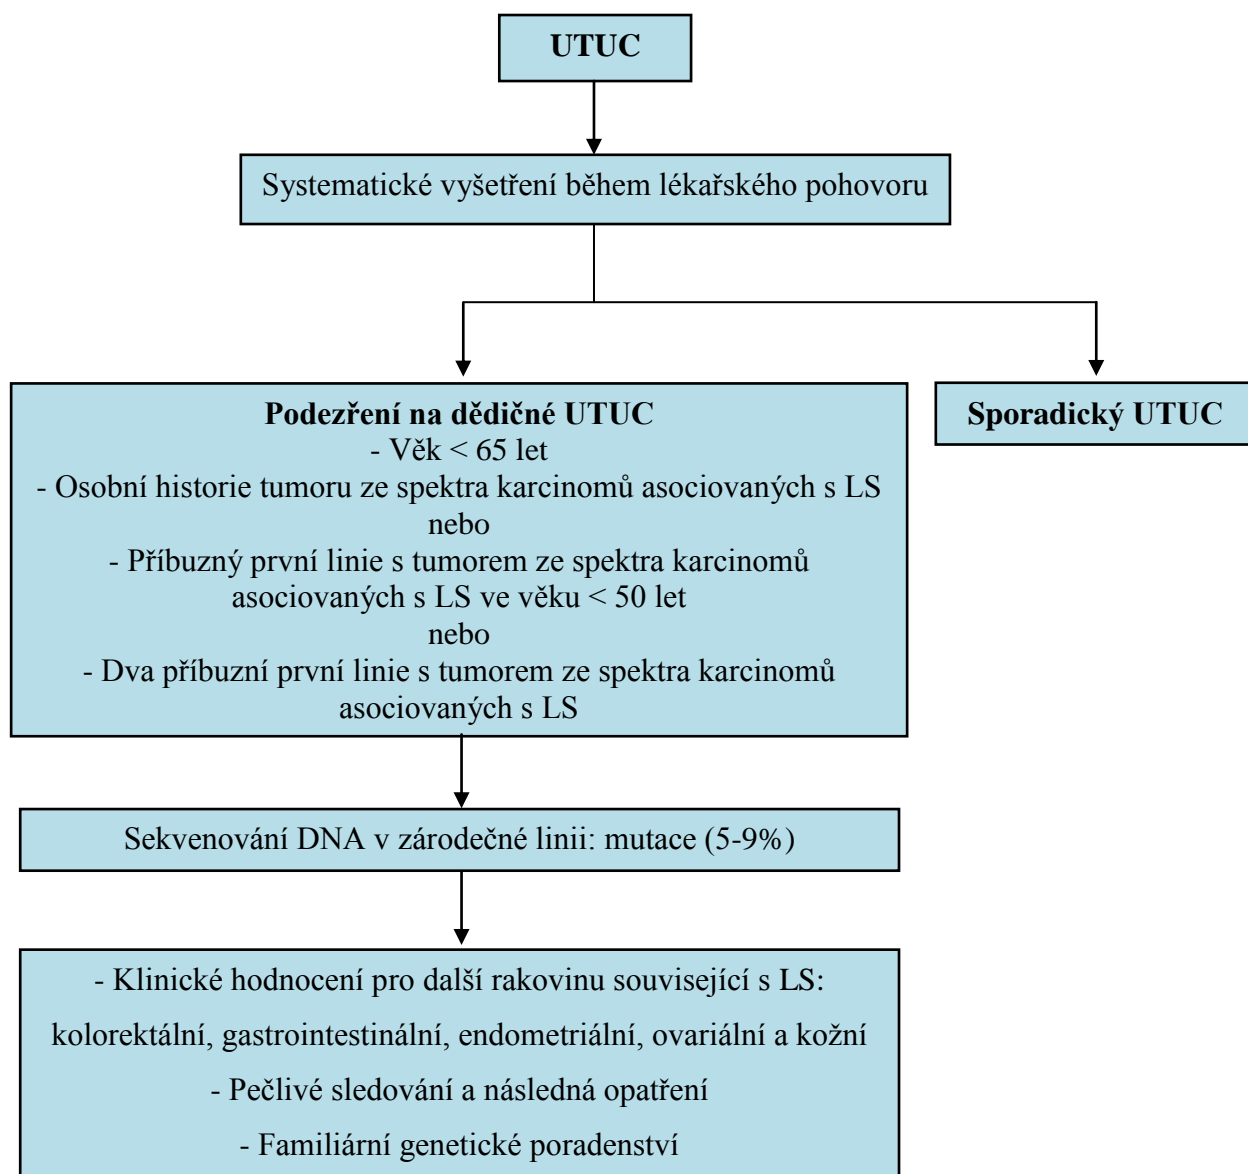 UTUC
Systematické vyšetření během lékařského pohovoru
Podezření na dědičné UTUC
- Věk < 65 let
- Osobní historie tumoru ze spektra karcinomů asociovaných s LS
nebo
- Příbuzný první linie s tumorem ze spektra karcinomů
asociovaných s LS ve věku < 50 let
nebo
- Dva příbuzní první linie s tumorem ze spektra karcinomů
asociovaných s LS
Sporadický UTUC
Sekvenování DNA v zárodečné linii: mutace (5-9%)
- Klinické hodnocení pro další rakovinu související s LS:
kolorektální, gastrointestinální, endometriální, ovariální a kožní
- Pečlivé sledování a následná opatření
- Familiární genetické poradenství